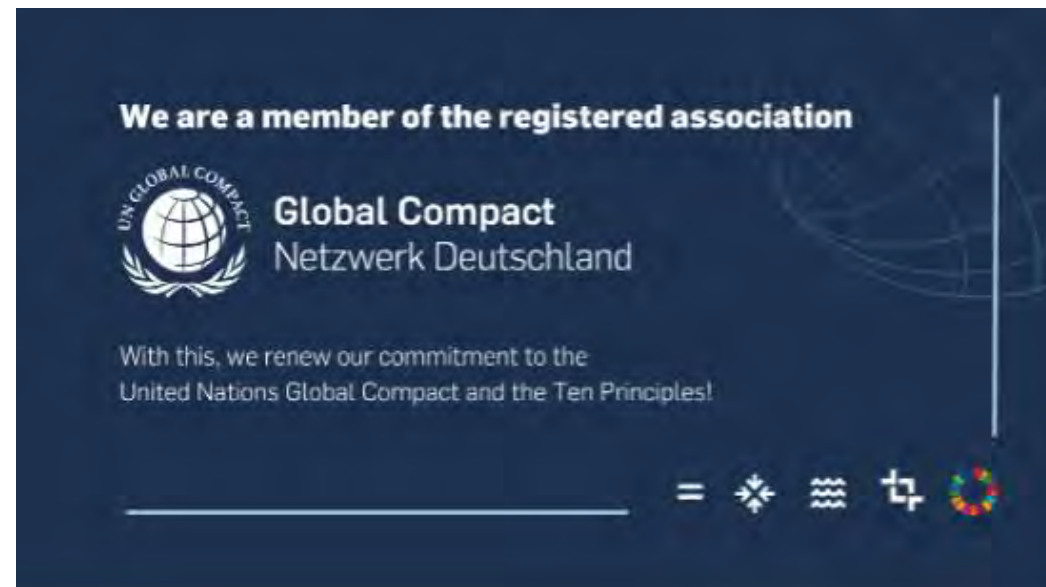 We are a member of the registered association
UN GLOBAL COMPACT
Global Compact
Netzwerk Deutschland
With this, we renew our commitment to the
United Nations Global Compact and the Ten Principles!